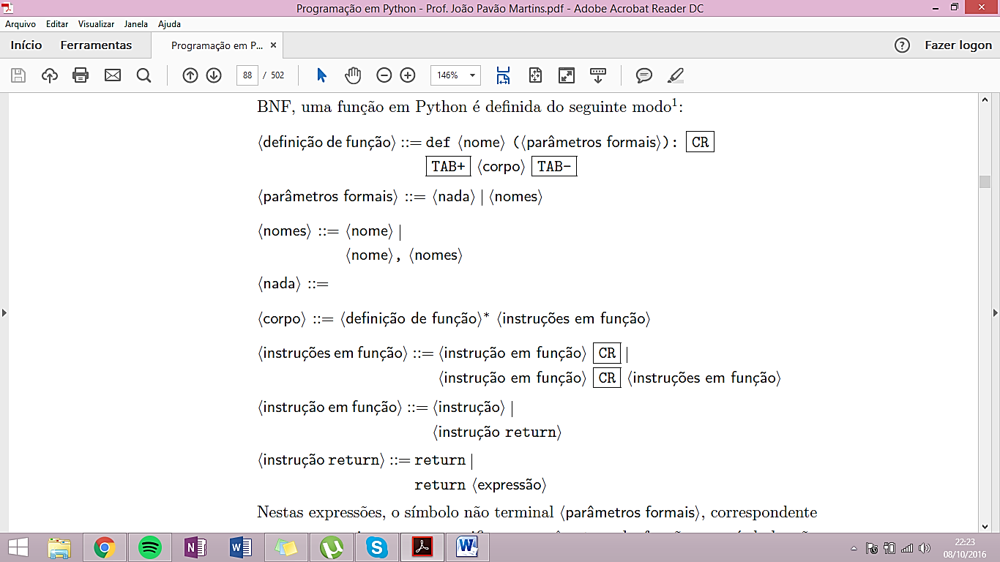 Programação em Python - Prof. João Pavão Martins.pdf - Adobe Acrobat Reader DC
Arquivo Editar Visualizar Janela Ajuda
Início Ferramentas Programação em P... × ? Fazer logon
88 / 502 146%
BNF, uma função em Python é definida do seguinte modo¹:
⟨definição de função⟩ ::= def ⟨nome⟩ (⟨parâmetros formais⟩): CR
TAB+ ⟨corpo⟩ TAB-
⟨parâmetros formais⟩ ::= ⟨nada⟩ | ⟨nomes⟩
⟨nomes⟩ ::= ⟨nome⟩ |
⟨nome⟩, ⟨nomes⟩
⟨nada⟩ ::=
⟨corpo⟩ ::= ⟨definição de função⟩* ⟨instruções em função⟩
⟨instruções em função⟩ ::= ⟨instrução em função⟩ CR |
⟨instrução em função⟩ CR ⟨instruções em função⟩
⟨instrução em função⟩ ::= ⟨instrução⟩ |
⟨instrução return⟩
⟨instrução return⟩ ::= return |
return ⟨expressão⟩
Nestas expressões, o símbolo não terminal ⟨parâmetros formais⟩, correspondente
22:23
08/10/2016